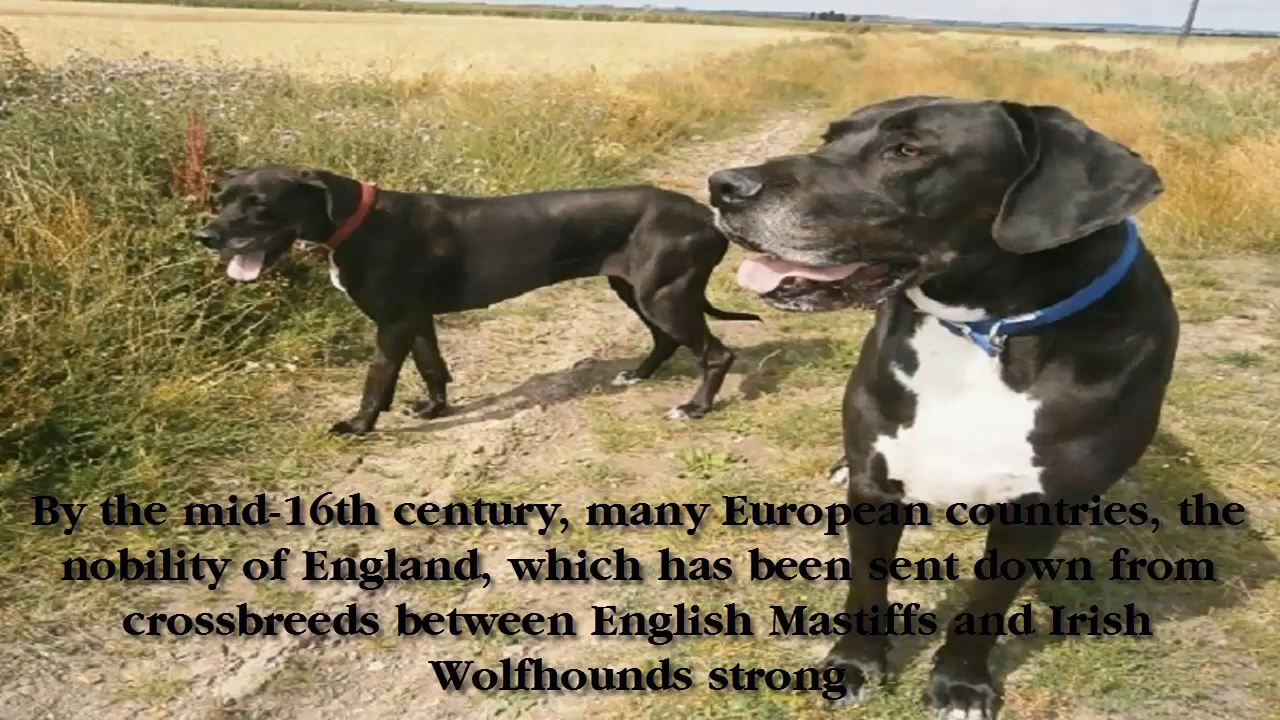 By the mid-16th century, many European countries, the
nobility of England, which has been sent down from
crossbreeds between English Mastiffs and Irish
Wolfhounds strong